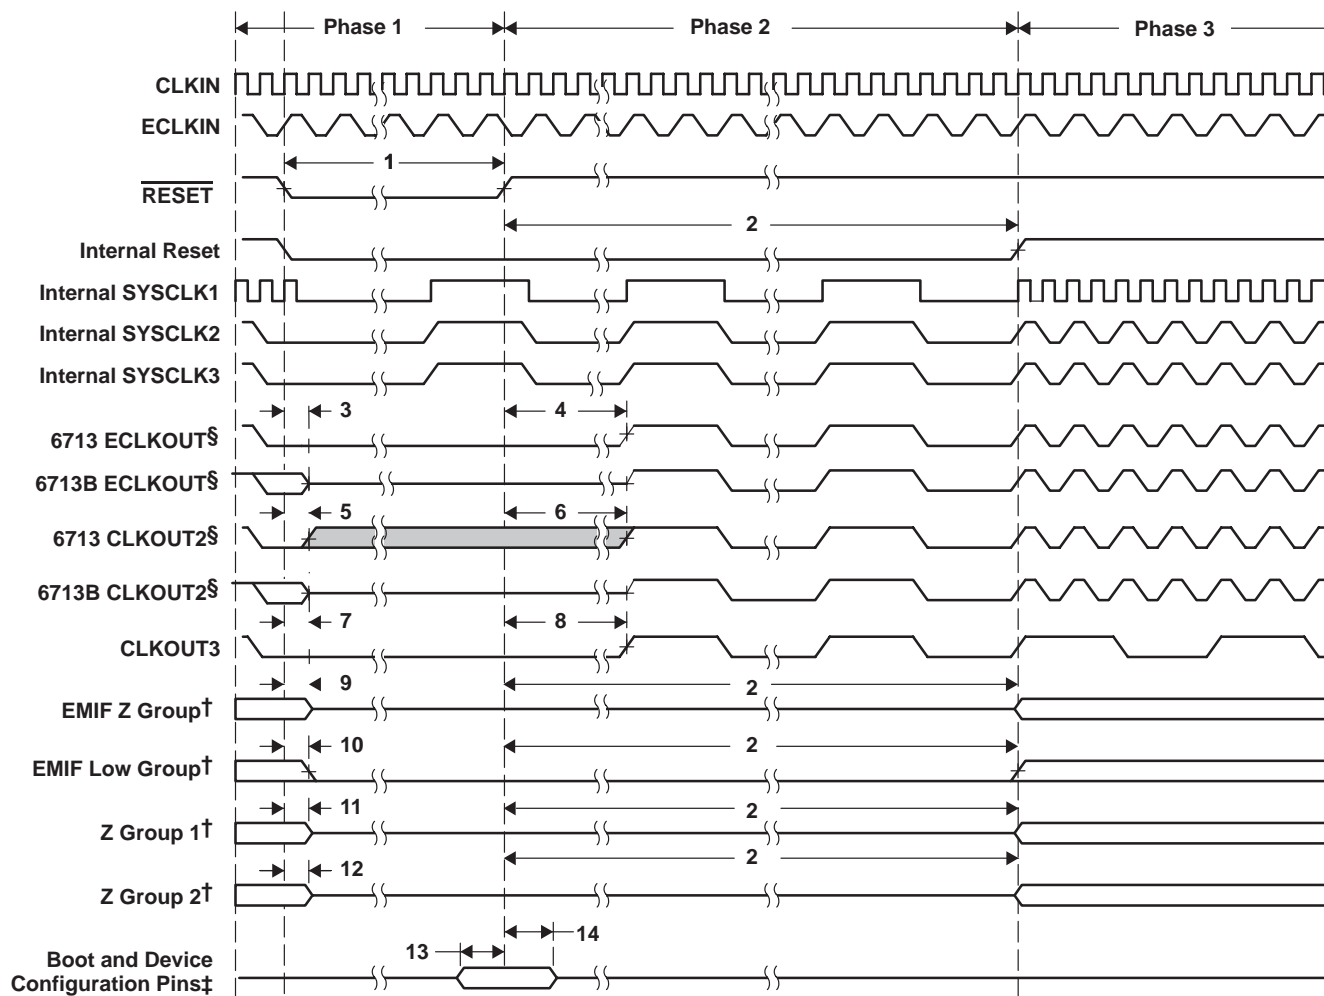 Phase 1 Phase 2 Phase 3
CLKIN
ECLKIN
1
RESET
2
Internal Reset
Internal SYSCLK1
Internal SYSCLK2
Internal SYSCLK3
3 4
6713 ECLKOUT§
6713B ECLKOUT§
5 6
6713 CLKOUT2§
6713B CLKOUT2§
7 8
CLKOUT3
9 2
EMIF Z Group†
10 2
EMIF Low Group†
11 2
Z Group 1†
12 2
Z Group 2†
13 14
Boot and Device
Configuration Pins‡